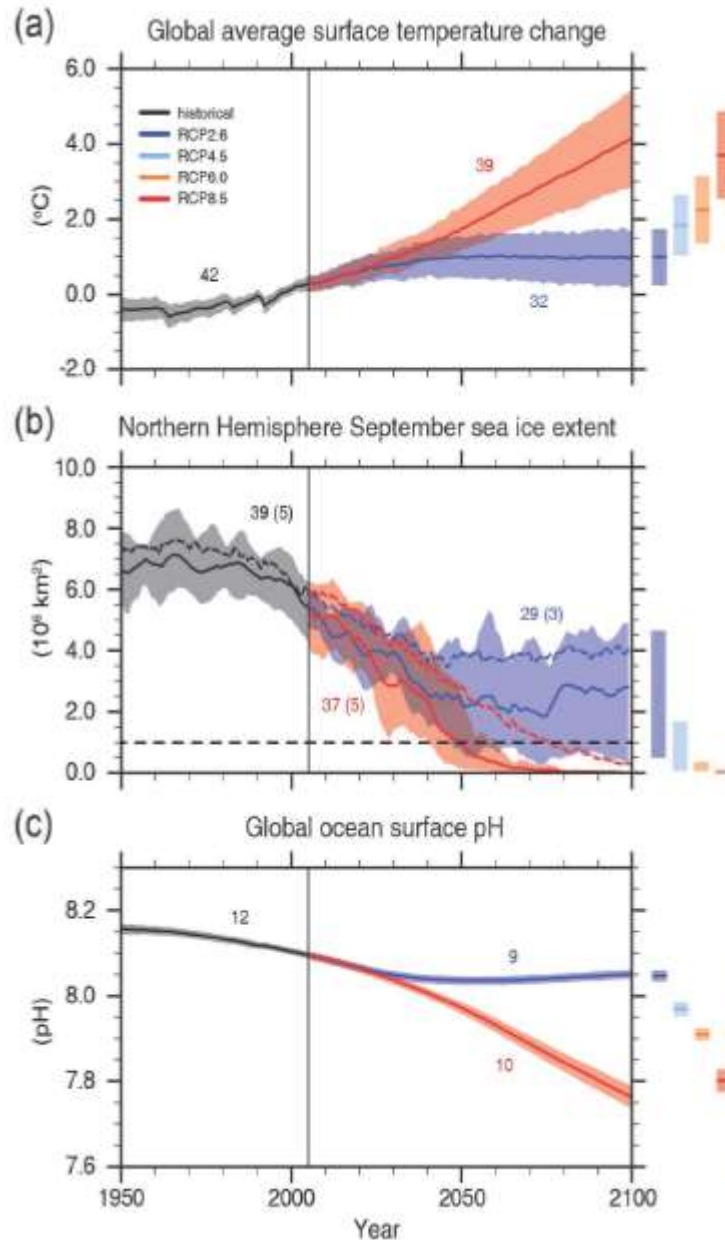 (a) Global average surface temperature change
6.0
historical
RCP2.6
RCP4.5
RCP6.0
RCP8.5
4.0
39
(°C)
2.0
42
0.0
32
-2.0
(b) Northern Hemisphere September sea ice extent
10.0
39 (5)
8.0
(10⁶ km²)
6.0
29 (3)
4.0
37 (5)
2.0
0.0
(c) Global ocean surface pH
8.2
12
9
8.0
(pH)
7.8
10
7.6
1950 2000 2050 2100
Year